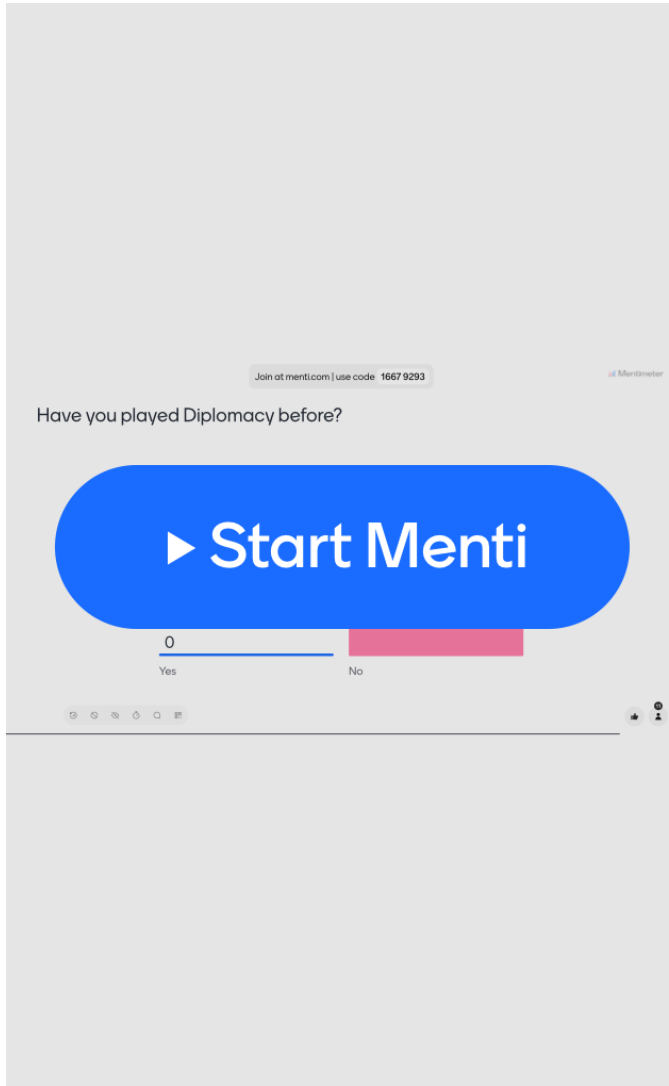 Join at menti.com | use code 1667 9293
Mentimeter
Have you played Diplomacy before?
Start Menti
0
Yes
No